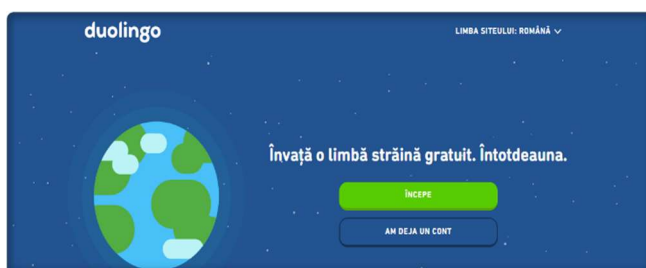 duolingo
LIMBA SITEULUI: ROMÂNĂ
Învață o limbă străină gratuit. Întotdeauna.
ÎNCEPE
AM DEJA UN CONT